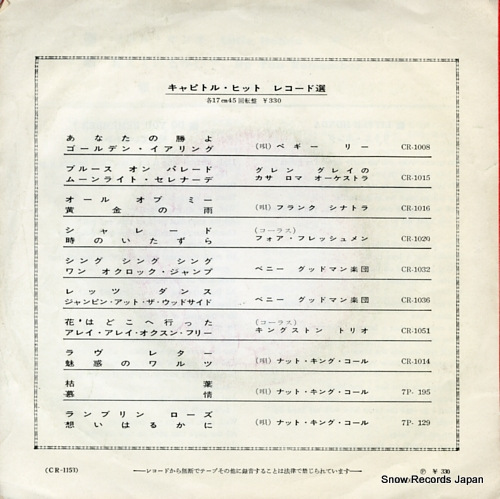 キャピトル・ヒット レコード選
各17cm45回転盤 ¥330
あなたの勝よ
ゴールデン・イアリング (唄) ペギー リー CR-1008
ブルース オン パレード グレン グレイの
ムーンライト・セレナーデ カサ ロマ オーケストラ CR-1015
オール オブ ミー
黄金の雨 (唄) フランク シナトラ CR-1016
シャレード (コーラス)
時のいたずら フォア・フレッシュメン CR-1020
シング シング シング
ワン オクロック・ジャンプ ベニー グッドマン楽団 CR-1032
レッツ ダンス
ジャンピン・アット・ザ・ウッドサイド ベニー グッドマン楽団 CR-1036
花はどこへ行った (コーラス)
アレイ・アレイ・オクスン・フリー キングストン トリオ CR-1051
ラヴ レター
魅惑のワルツ (唄) ナット・キング・コール CR-1014
枯葉
慕情 (唄) ナット・キング・コール 7P-195
ランブリン ローズ
想いはるかに (唄) ナット・キング・コール 7P-129
(CR-1153) ──レコードから無断でテープその他に録音することは法律で禁じられています── Ⓟ ¥330
Snow Records Japan